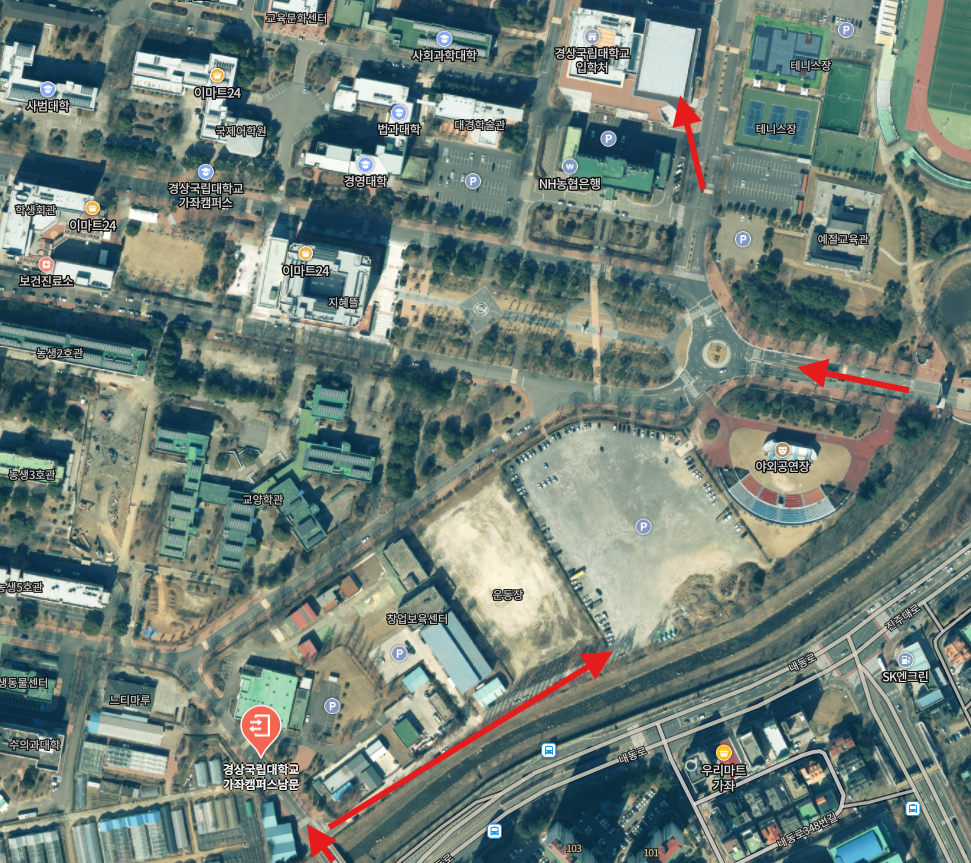 교육문화센터
사회과학대학
경상국립대학교
입학처
테니스장
이마트24
사범대학
국제어학원
법과대학
대경학술관
테니스장
경영대학
NH농협은행
경상국립대학교
가좌캠퍼스
학생회관
이마트24
예절교육관
이마트24
보건진료소
지혜뜰
농생2호관
야외공연장
농생3호관
교양학관
P
농생5호관
운동장
창업보육센터
진주대로
내동로
SK엔크린
생동물센터
느티마루
수의과대학
경상국립대학교
가좌캠퍼스남문
내동로
우리마트
가좌
내동로348번길
103
101